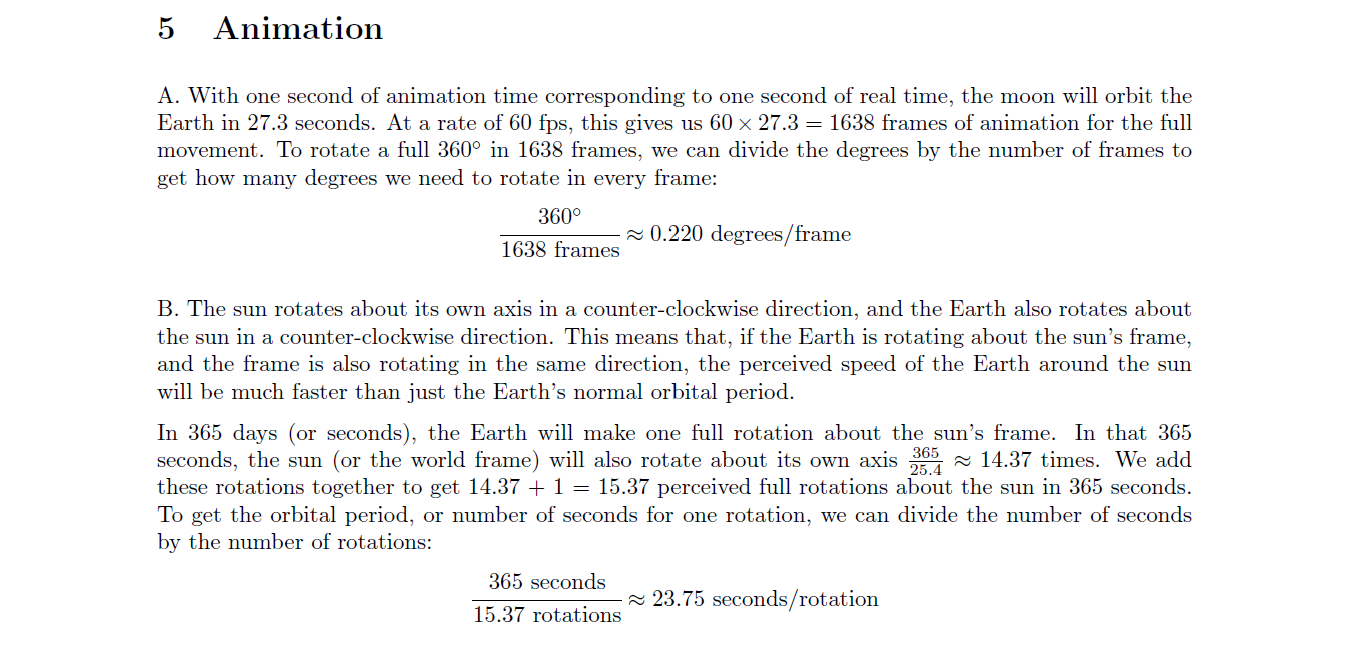 5 Animation
A. With one second of animation time corresponding to one second of real time, the moon will orbit the
Earth in 27.3 seconds. At a rate of 60 fps, this gives us 60 × 27.3 = 1638 frames of animation for the full
movement. To rotate a full 360° in 1638 frames, we can divide the degrees by the number of frames to
get how many degrees we need to rotate in every frame:
360°
1638 frames ≈ 0.220 degrees/frame
B. The sun rotates about its own axis in a counter-clockwise direction, and the Earth also rotates about
the sun in a counter-clockwise direction. This means that, if the Earth is rotating about the sun's frame,
and the frame is also rotating in the same direction, the perceived speed of the Earth around the sun
will be much faster than just the Earth's normal orbital period.
In 365 days (or seconds), the Earth will make one full rotation about the sun's frame. In that 365
seconds, the sun (or the world frame) will also rotate about its own axis 365/25.4 ≈ 14.37 times. We add
these rotations together to get 14.37 + 1 = 15.37 perceived full rotations about the sun in 365 seconds.
To get the orbital period, or number of seconds for one rotation, we can divide the number of seconds
by the number of rotations:
365 seconds
15.37 rotations ≈ 23.75 seconds/rotation